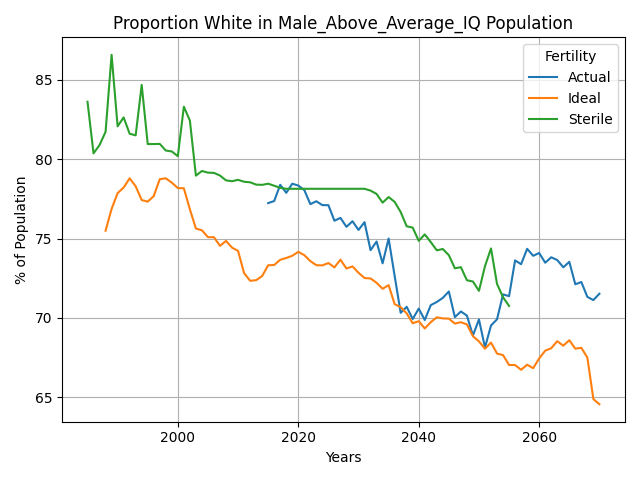 Proportion White in Male_Above_Average_IQ Population
Fertility
Actual
Ideal
Sterile
85
80
75
70
65
% of Population
2000
2020
2040
2060
Years